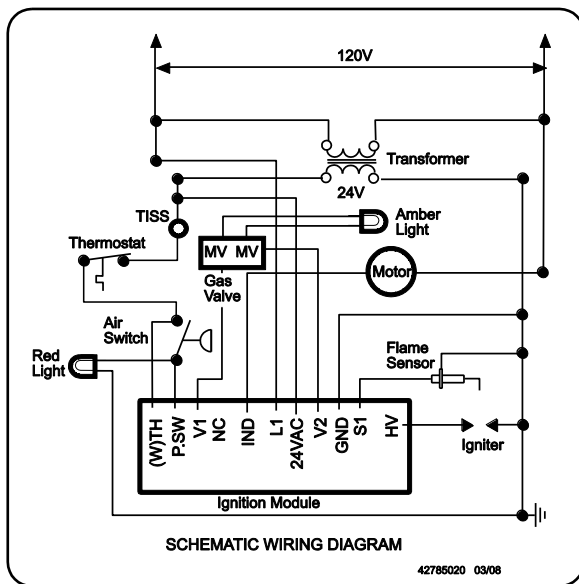 120V
Transformer
24V
TISS
Amber
Light
Thermostat
MV MV
Motor
Gas
Valve
Air
Switch
Red
Light
Flame
Sensor
(W)TH
P.SW
V1
NC
IND
L1
24VAC
V2
GND
S1
HV
Igniter
Ignition Module
SCHEMATIC WIRING DIAGRAM
42785020 03/08